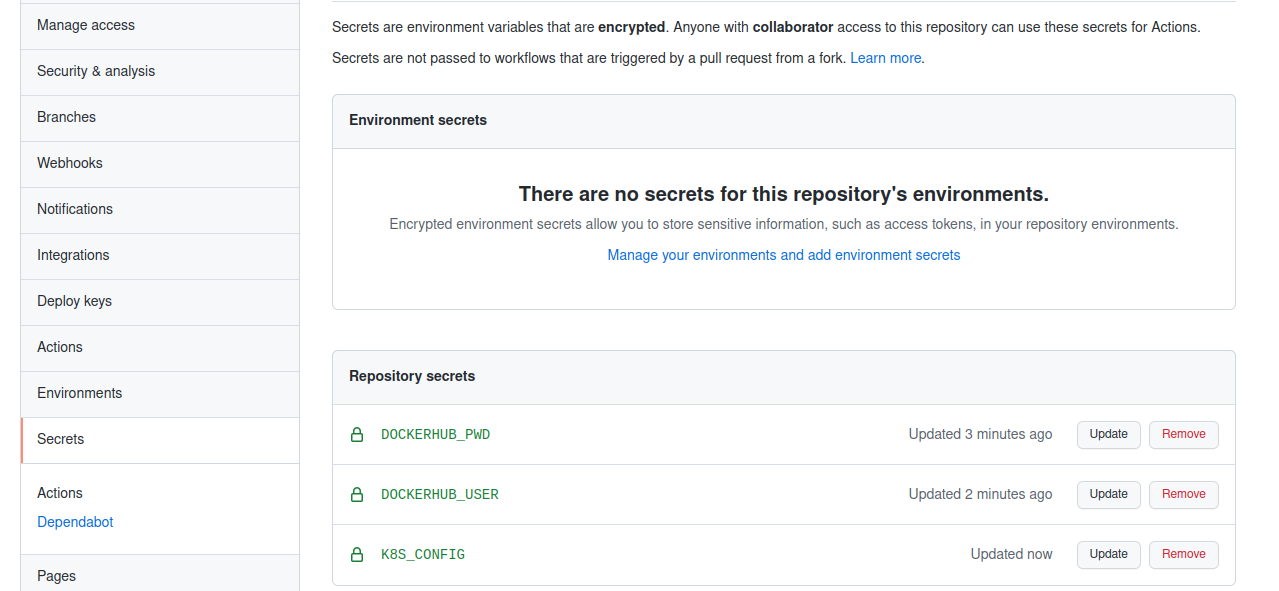 Manage access
Security & analysis
Branches
Webhooks
Notifications
Integrations
Deploy keys
Actions
Environments
Secrets
Actions
Dependabot
Pages
Secrets are environment variables that are encrypted. Anyone with collaborator access to this repository can use these secrets for Actions.
Secrets are not passed to workflows that are triggered by a pull request from a fork. Learn more.
Environment secrets
There are no secrets for this repository's environments.
Encrypted environment secrets allow you to store sensitive information, such as access tokens, in your repository environments.
Manage your environments and add environment secrets
Repository secrets
DOCKERHUB_PWD Updated 3 minutes ago Update Remove
DOCKERHUB_USER Updated 2 minutes ago Update Remove
K8S_CONFIG Updated now Update Remove